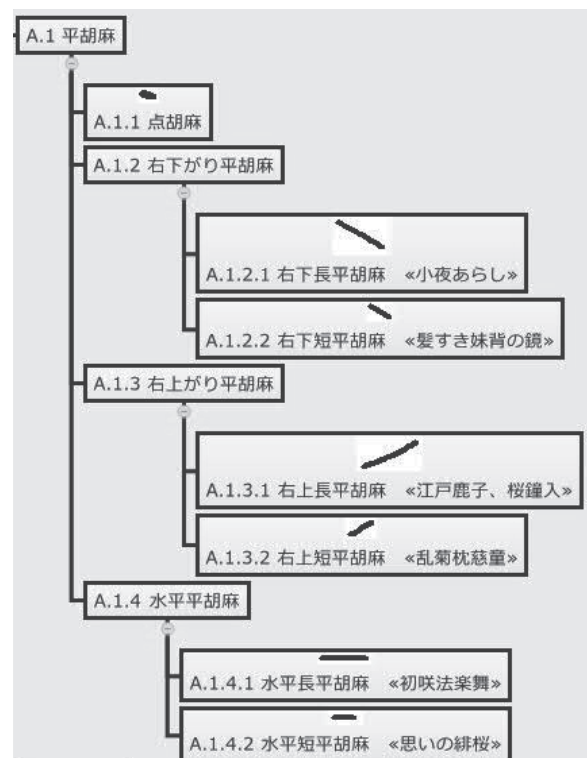 A.1 平胡麻
A.1.1 点胡麻
A.1.2 右下がり平胡麻
A.1.2.1 右下長平胡麻 «小夜あらし»
A.1.2.2 右下短平胡麻 «髪すき妹背の鏡»
A.1.3 右上がり平胡麻
A.1.3.1 右上長平胡麻 «江戸鹿子、桜鐘入»
A.1.3.2 右上短平胡麻 «乱菊枕慈童»
A.1.4 水平平胡麻
A.1.4.1 水平長平胡麻 «初咲法楽舞»
A.1.4.2 水平短平胡麻 «思いの緋桜»